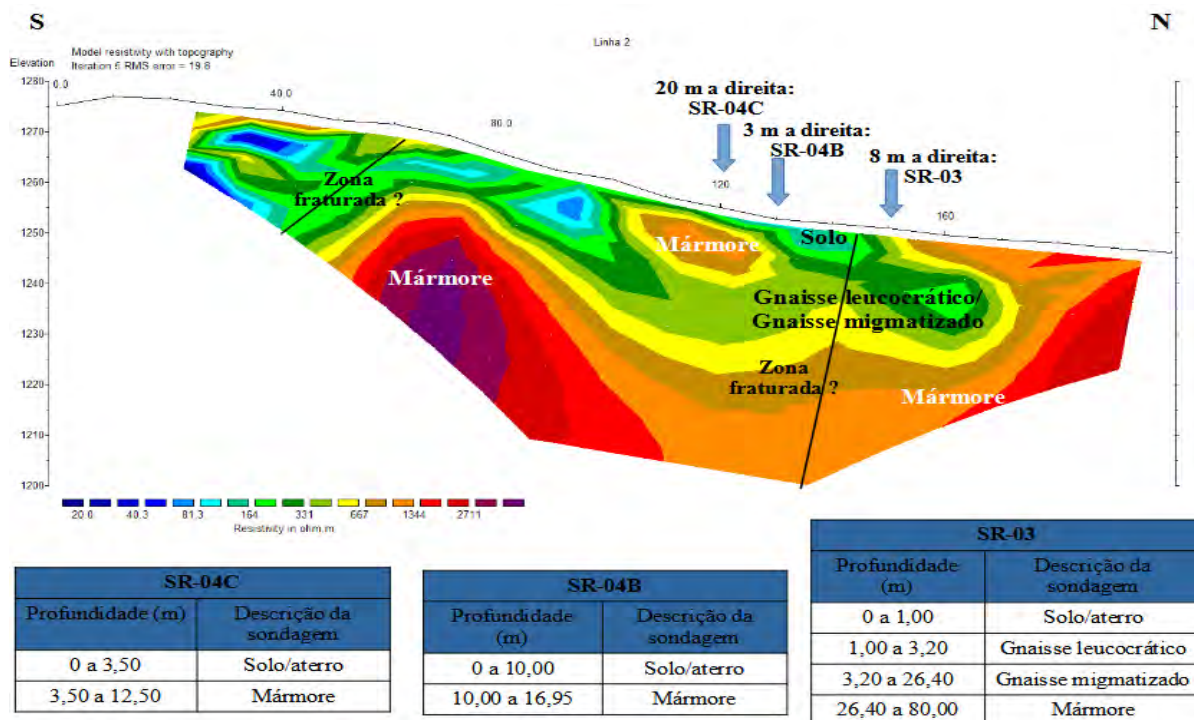 S
N
Model resistivity with topography
Linha 2
Elevation
Iteration 5 RMS error = 19.8
1280
0.0
40.0
80.0
120
160
1270
1260
1250
1240
1230
1220
1210
1200
20 m a direita:
SR-04C
3 m a direita:
SR-04B
8 m a direita:
SR-03
Zona
fraturada ?
Mármore
Mármore
Solo
Gnaisse leucocrático/
Gnaisse migmatizado
Zona
fraturada ?
Mármore
20.0 40.3 81.3 164 331 667 1344 2711
Resistivity in ohm.m
SR-04C
Profundidade (m)
Descrição da
sondagem
0 a 3,50
Solo/aterro
3,50 a 12,50
Mármore
SR-04B
Profundidade
(m)
Descrição da
sondagem
0 a 10,00
Solo/aterro
10,00 a 16,95
Mármore
SR-03
Profundidade
(m)
Descrição da
sondagem
0 a 1,00
Solo/aterro
1,00 a 3,20
Gnaisse leucocrático
3,20 a 26,40
Gnaisse migmatizado
26,40 a 80,00
Mármore